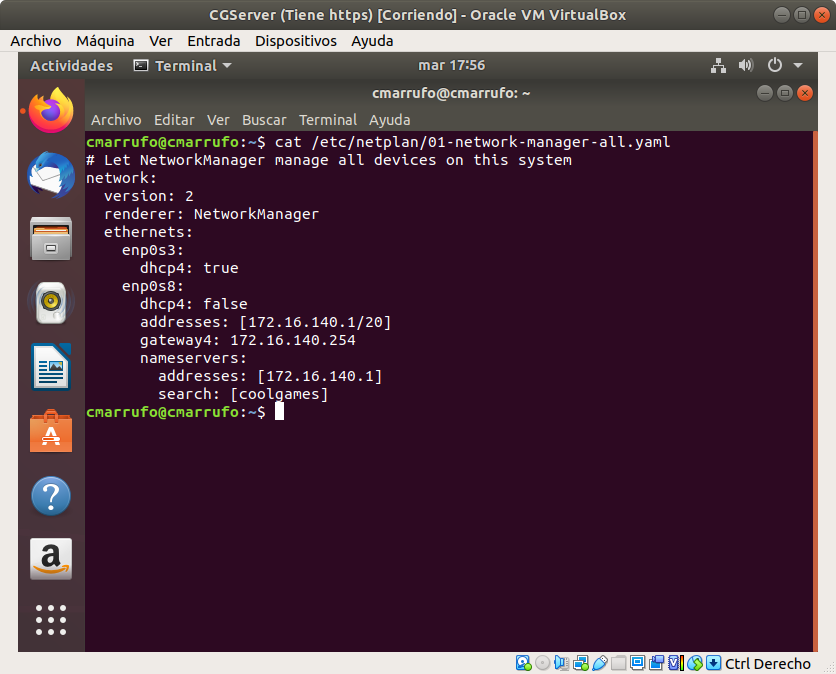 CGServer (Tiene https) [Corriendo] - Oracle VM VirtualBox
Archivo Máquina Ver Entrada Dispositivos Ayuda
Actividades Terminal mar 17:56
cmarrufo@cmarrufo: ~
Archivo Editar Ver Buscar Terminal Ayuda
cmarrufo@cmarrufo:~$ cat /etc/netplan/01-network-manager-all.yaml
# Let NetworkManager manage all devices on this system
network:
  version: 2
  renderer: NetworkManager
  ethernets:
    enp0s3:
      dhcp4: true
    enp0s8:
      dhcp4: false
      addresses: [172.16.140.1/20]
      gateway4: 172.16.140.254
      nameservers:
        addresses: [172.16.140.1]
        search: [coolgames]
cmarrufo@cmarrufo:~$
Ctrl Derecho